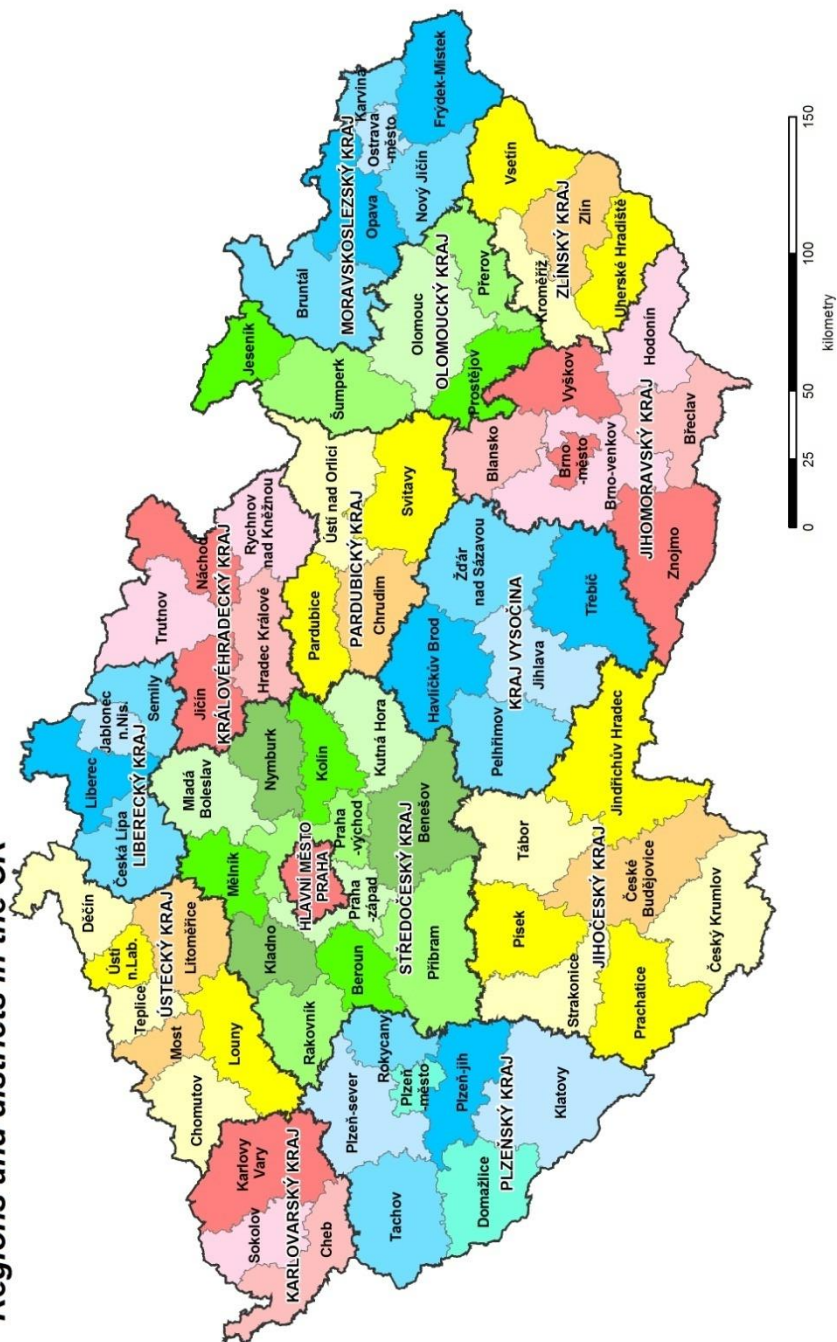 Regions and districts in the CR
Děčín
Ústí
n.Lab.
Teplice
ÚSTECKÝ KRAJ
Litoměřice
Most
Chomutov
Louny
Liberec
Jablonec
n.Nis.
Semily
Česká Lípa
LIBERECKÝ KRAJ
Trutnov
Náchod
Jičín
KRÁLOVÉHRADECKÝ KRAJ
Rychnov
nad Kněžnou
Hradec Králové
Karlovy
Vary
Sokolov
KARLOVARSKÝ KRAJ
Cheb
Mladá
Boleslav
Mělník
Nymburk
Kladno
HLAVNÍ MĚSTO
PRAHA
Kolín
Praha
-východ
Praha
-západ
Rakovník
Beroun
Kutná Hora
STŘEDOČESKÝ KRAJ
Benešov
Příbram
Pardubice
Ústí nad Orlicí
PARDUBICKÝ KRAJ
Chrudim
Svitavy
Jeseník
Šumperk
Olomouc
OLOMOUCKÝ KRAJ
Přerov
Prostějov
Bruntál
MORAVSKOSLEZSKÝ KRAJ
Opava
Karviná
Ostrava
-město
Nový Jičín
Frýdek-Místek
Plzeň-sever
Rokycany
Plzeň
-město
Tachov
Plzeň-jih
Domažlice
PLZEŇSKÝ KRAJ
Klatovy
Tábor
Písek
Strakonice
JIHOČESKÝ KRAJ
Jindřichův Hradec
Prachatice
České
Budějovice
Český Krumlov
Havlíčkův Brod
Žďár
nad Sázavou
Pelhřimov
KRAJ VYSOČINA
Jihlava
Třebíč
Blansko
Vyškov
Brno
-město
Brno-venkov
JIHOMORAVSKÝ KRAJ
Hodonín
Znojmo
Břeclav
Vsetín
Kroměříž
ZLÍNSKÝ KRAJ
Zlín
Uherské Hradiště
0 25 50 100 150
kilometry